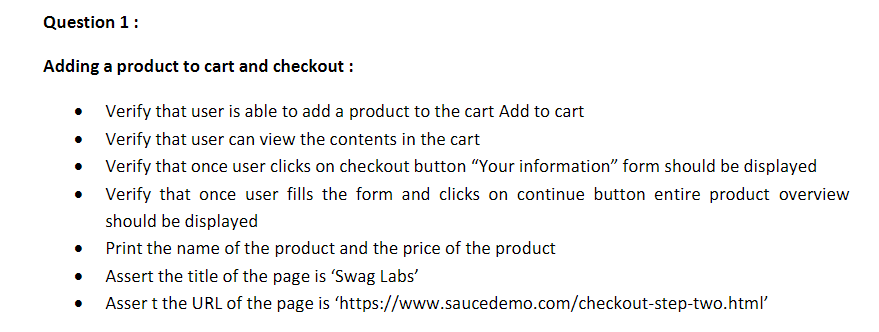 Question 1 :
Adding a product to cart and checkout :
• Verify that user is able to add a product to the cart Add to cart
• Verify that user can view the contents in the cart
• Verify that once user clicks on checkout button “Your information” form should be displayed
• Verify that once user fills the form and clicks on continue button entire product overview
should be displayed
• Print the name of the product and the price of the product
• Assert the title of the page is ‘Swag Labs’
• Asser t the URL of the page is ‘https://www.saucedemo.com/checkout-step-two.html’